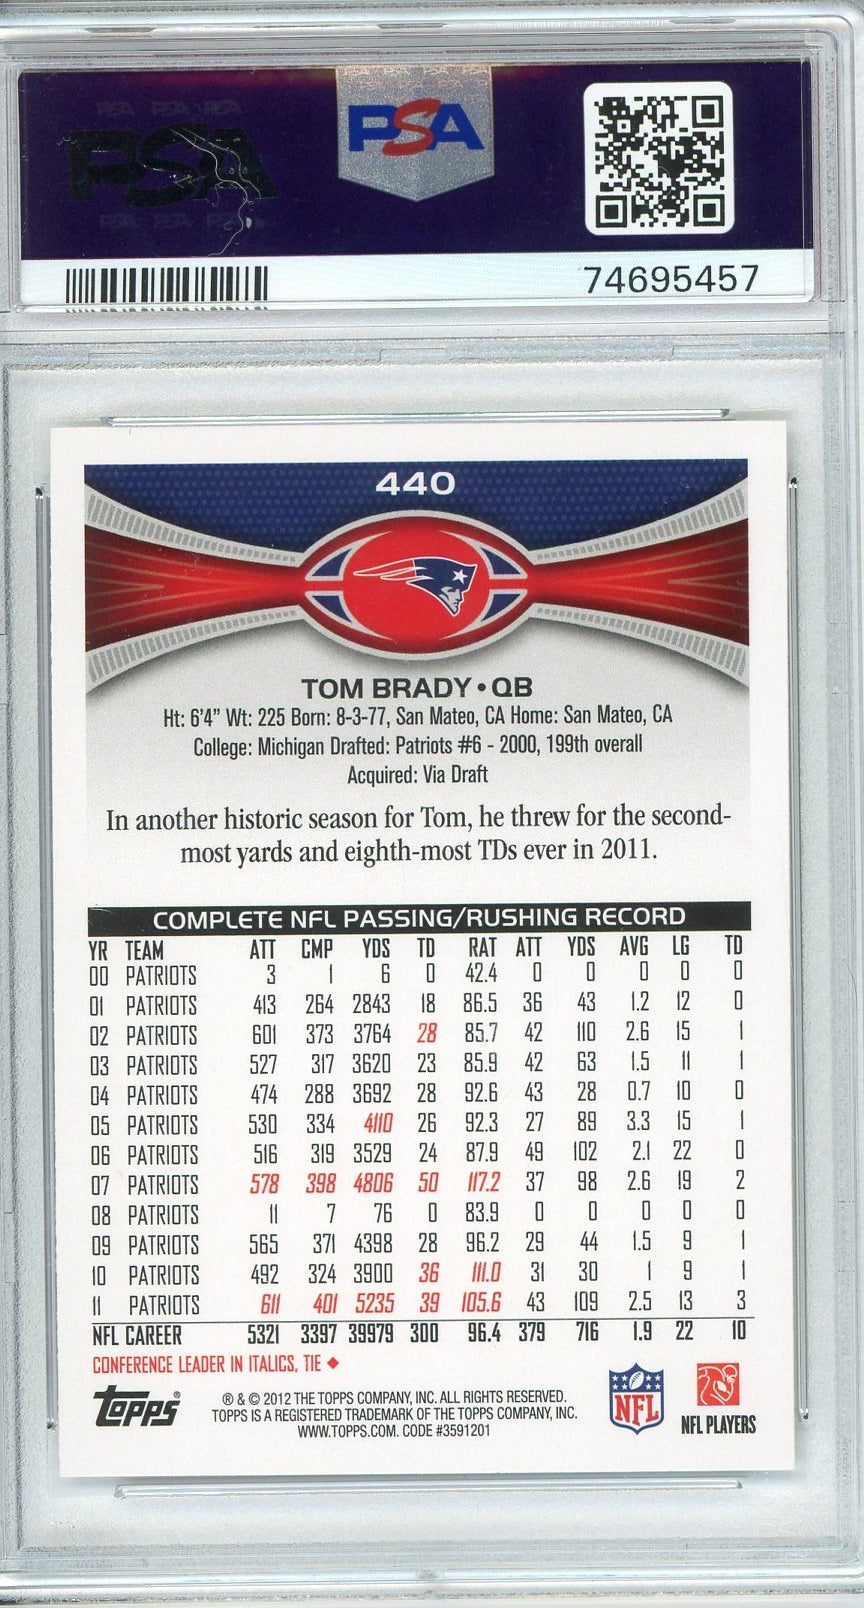 PSA PSA PSA
PSA
PSA PSA PSA
PSA
74695457
440
TOM BRADY • QB
Ht: 6'4" Wt: 225 Born: 8-3-77, San Mateo, CA Home: San Mateo, CA
College: Michigan Drafted: Patriots #6 - 2000, 199th overall
Acquired: Via Draft
In another historic season for Tom, he threw for the second-
most yards and eighth-most TDs ever in 2011.
COMPLETE NFL PASSING/RUSHING RECORD
YR TEAM ATT CMP YDS TD RAT ATT YDS AVG LG TD
00 PATRIOTS 3 1 6 0 42.4 0 0 0 0 0
01 PATRIOTS 413 264 2843 18 86.5 36 43 1.2 12 0
02 PATRIOTS 601 373 3764 28 85.7 42 110 2.6 15 1
03 PATRIOTS 527 317 3620 23 85.9 42 63 1.5 11 1
04 PATRIOTS 474 288 3692 28 92.6 43 28 0.7 10 0
05 PATRIOTS 530 334 4110 26 92.3 27 89 3.3 15 1
06 PATRIOTS 516 319 3529 24 87.9 49 102 2.1 22 0
07 PATRIOTS 578 398 4806 50 117.2 37 98 2.6 19 2
08 PATRIOTS 11 7 76 0 83.9 0 0 0 0 0
09 PATRIOTS 565 371 4398 28 96.2 29 44 1.5 9 1
10 PATRIOTS 492 324 3900 36 111.0 31 30 1 9 1
11 PATRIOTS 611 401 5235 39 105.6 43 109 2.5 13 3
NFL CAREER 5321 3397 39979 300 96.4 379 716 1.9 22 10
CONFERENCE LEADER IN ITALICS, TIE ♦
Topps®
® & © 2012 THE TOPPS COMPANY, INC. ALL RIGHTS RESERVED.
TOPPS IS A REGISTERED TRADEMARK OF THE TOPPS COMPANY, INC.
WWW.TOPPS.COM. CODE #3591201
NFL
NFL PLAYERS